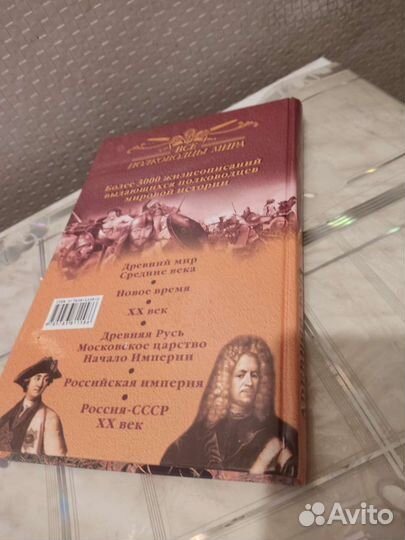 ВСЕ
ПОЛКОВОДЦЫ МИРА
Более 3000 жизнеописаний
выдающихся полководцев
мировой истории
Древний мир
Средние века
Новое время
XX век
Древняя Русь
Московское царство
Начало Империи
Российская империя
Россия-СССР
XX век
Avito